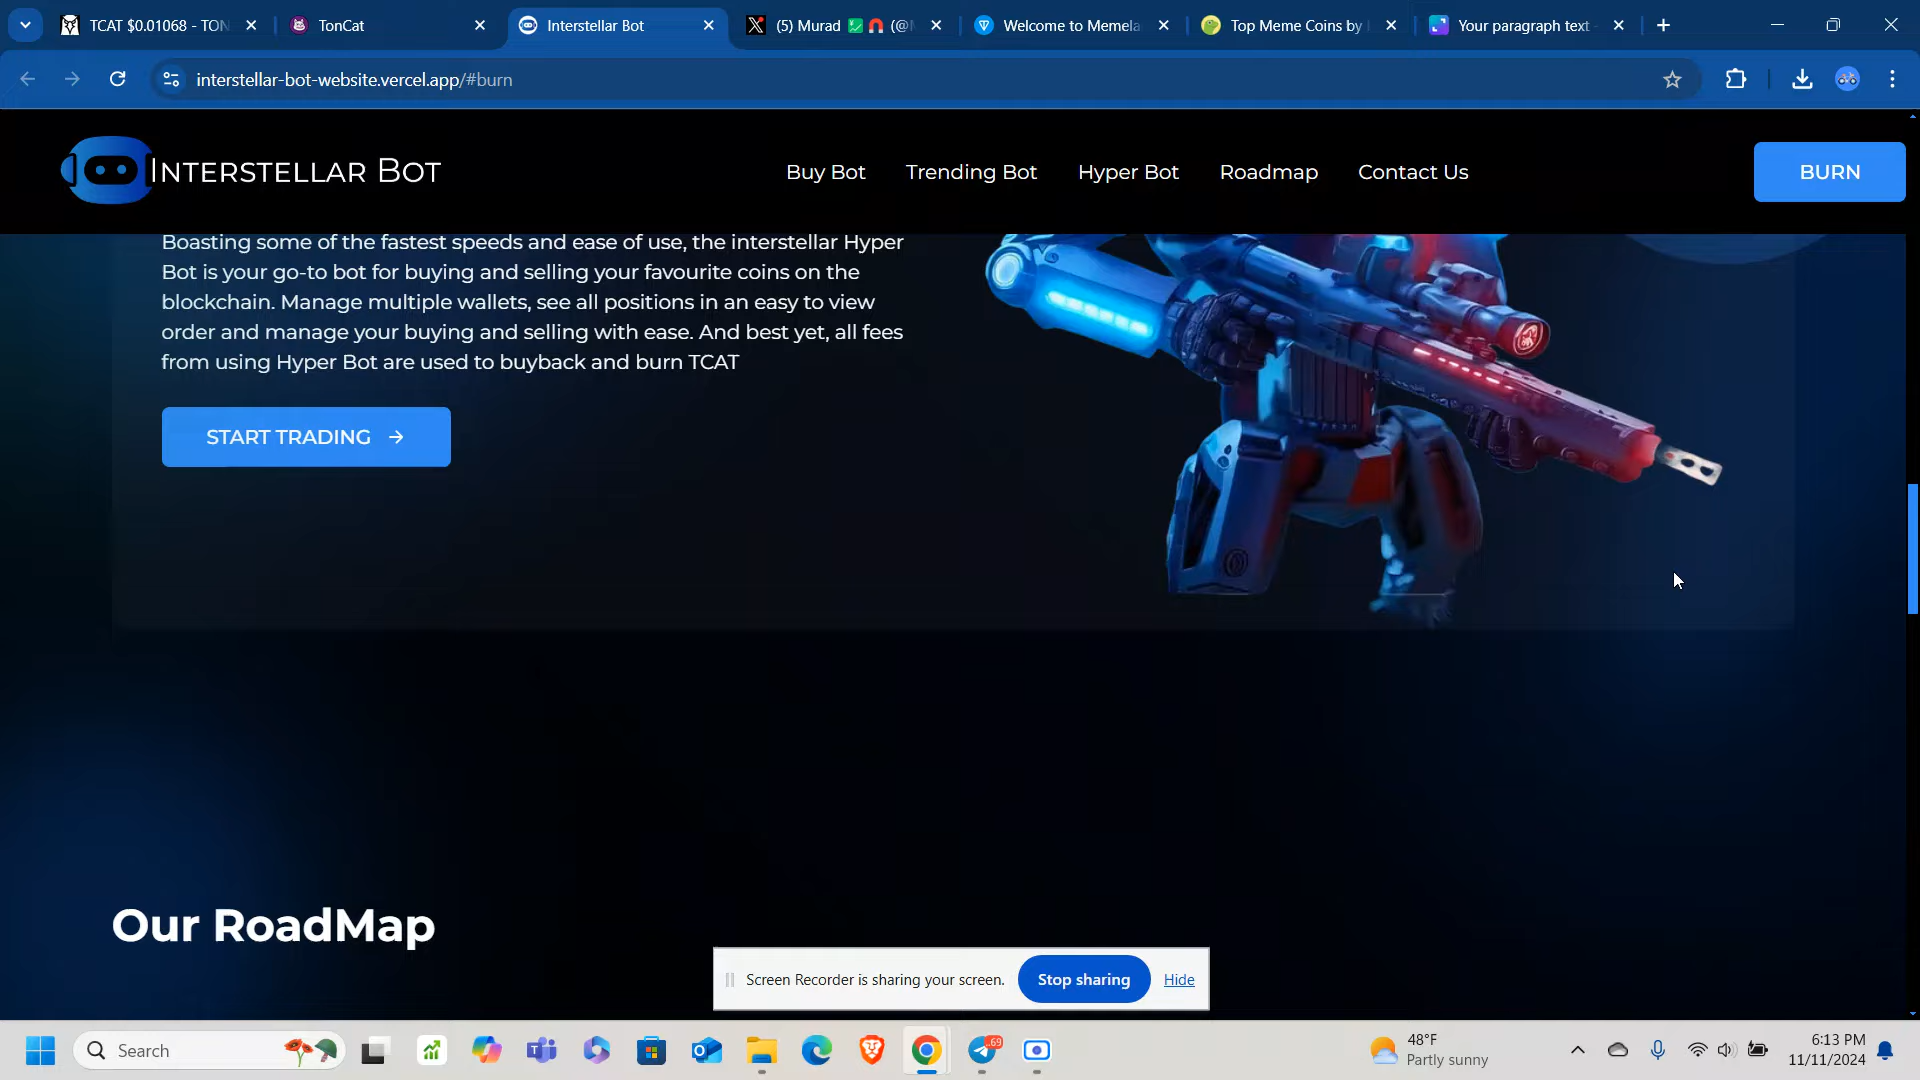 TCAT $0.01068 - TON
TonCat
Interstellar Bot
(5) Murad
(@
Welcome to Memela
Top Meme Coins by
Your paragraph text -
interstellar-bot-website.vercel.app/#burn
INTERSTELLAR BOT
Buy Bot
Trending Bot
Hyper Bot
Roadmap
Contact Us
BURN
Boasting some of the fastest speeds and ease of use, the interstellar Hyper
Bot is your go-to bot for buying and selling your favourite coins on the
blockchain. Manage multiple wallets, see all positions in an easy to view
order and manage your buying and selling with ease. And best yet, all fees
from using Hyper Bot are used to buyback and burn TCAT
START TRADING →
Our RoadMap
Screen Recorder is sharing your screen.
Stop sharing
Hide
Search
69
48°F
Partly sunny
6:13 PM
11/11/2024